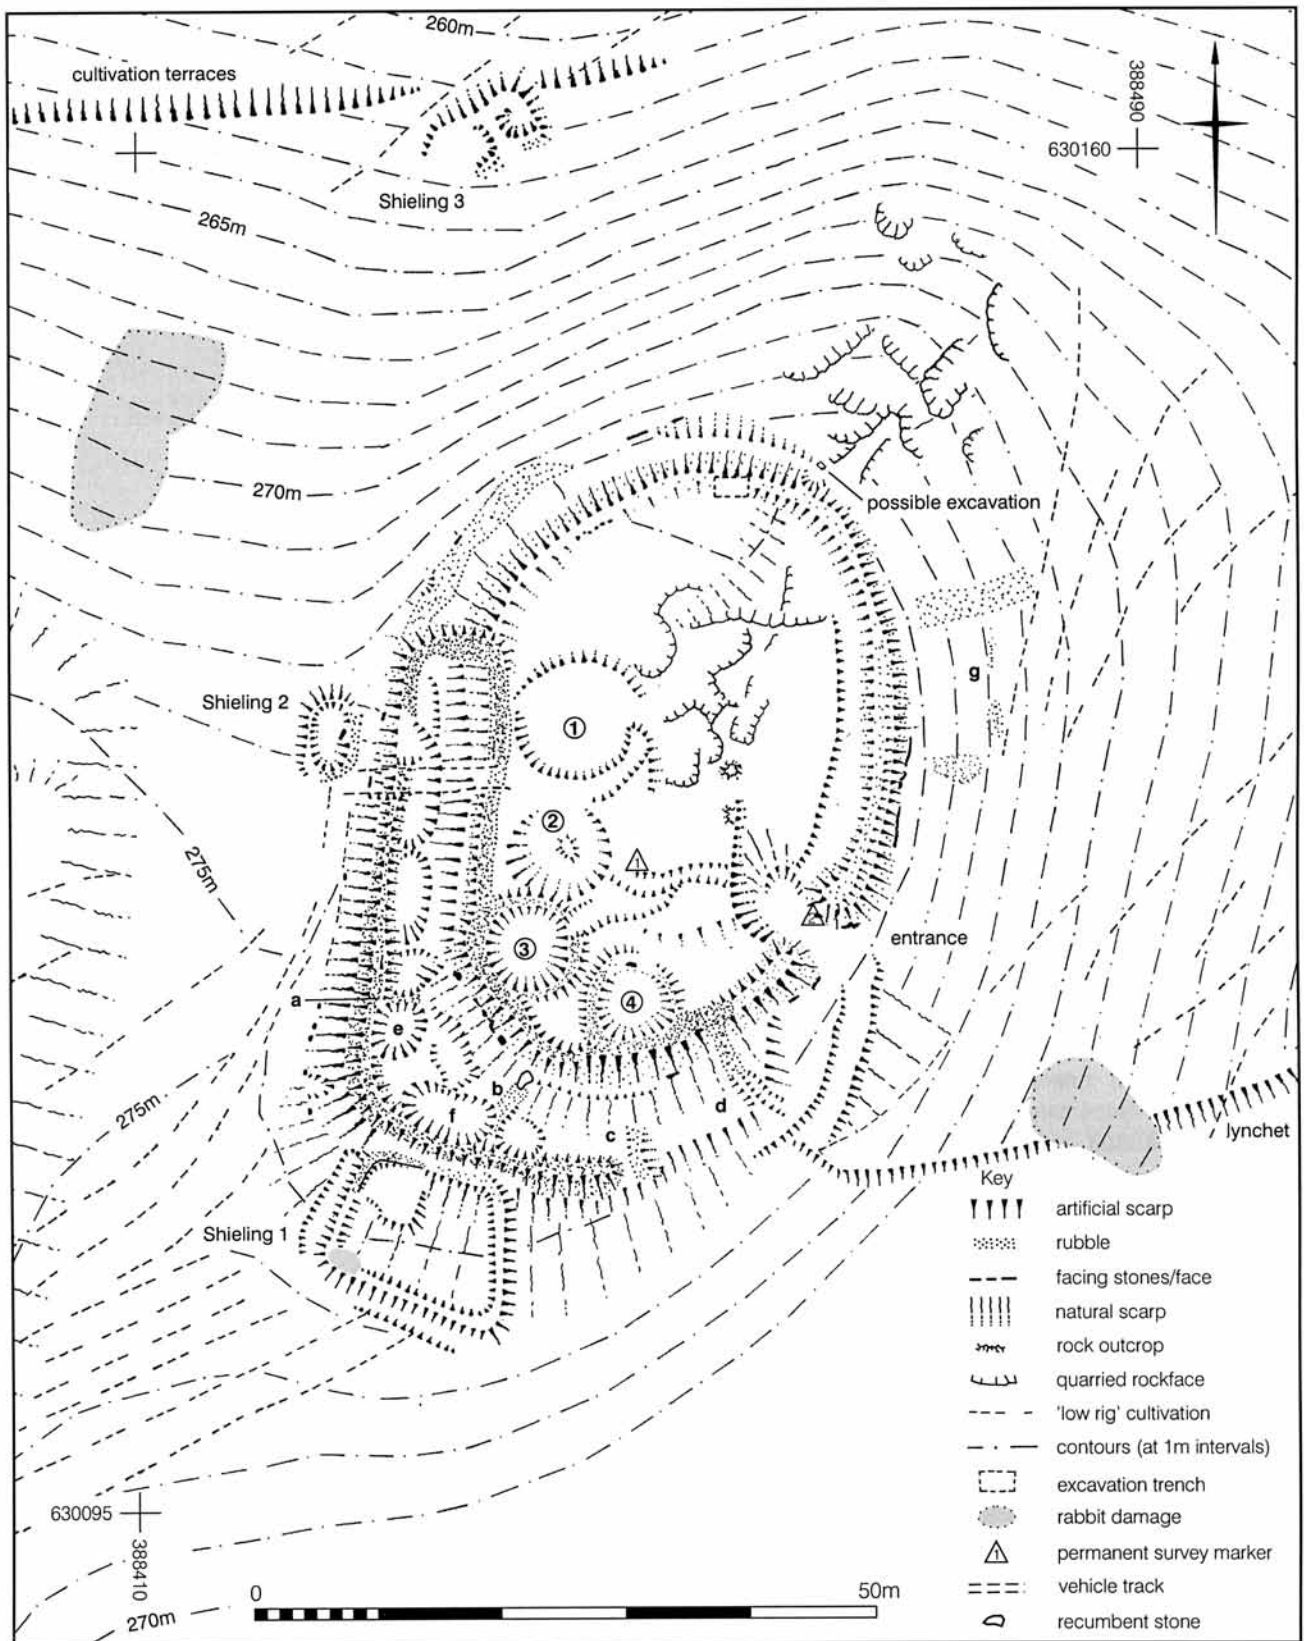 260m
cultivation terraces
388490
630160
Shieling 3
265m
270m
possible excavation
Shieling 2
g
1
2
1
275m
entrance
3
a
4
e
b
f
275m
d
c
lynchet
Shieling 1
Key
artificial scarp
rubble
facing stones/face
natural scarp
rock outcrop
quarried rockface
'low rig' cultivation
contours (at 1m intervals)
630095
excavation trench
rabbit damage
388410
1
permanent survey marker
0
50m
vehicle track
270m
recumbent stone